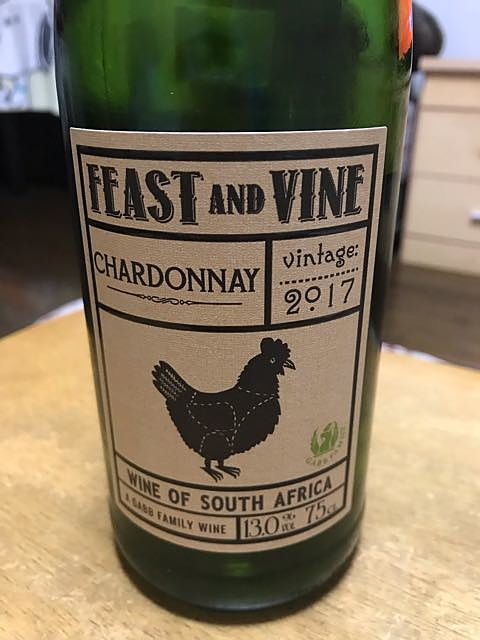 FEAST AND VINE
CHARDONNAY
vintage:
2017
WINE OF SOUTH AFRICA
A GABB FAMILY WINE
13.0 % VOL 75CL